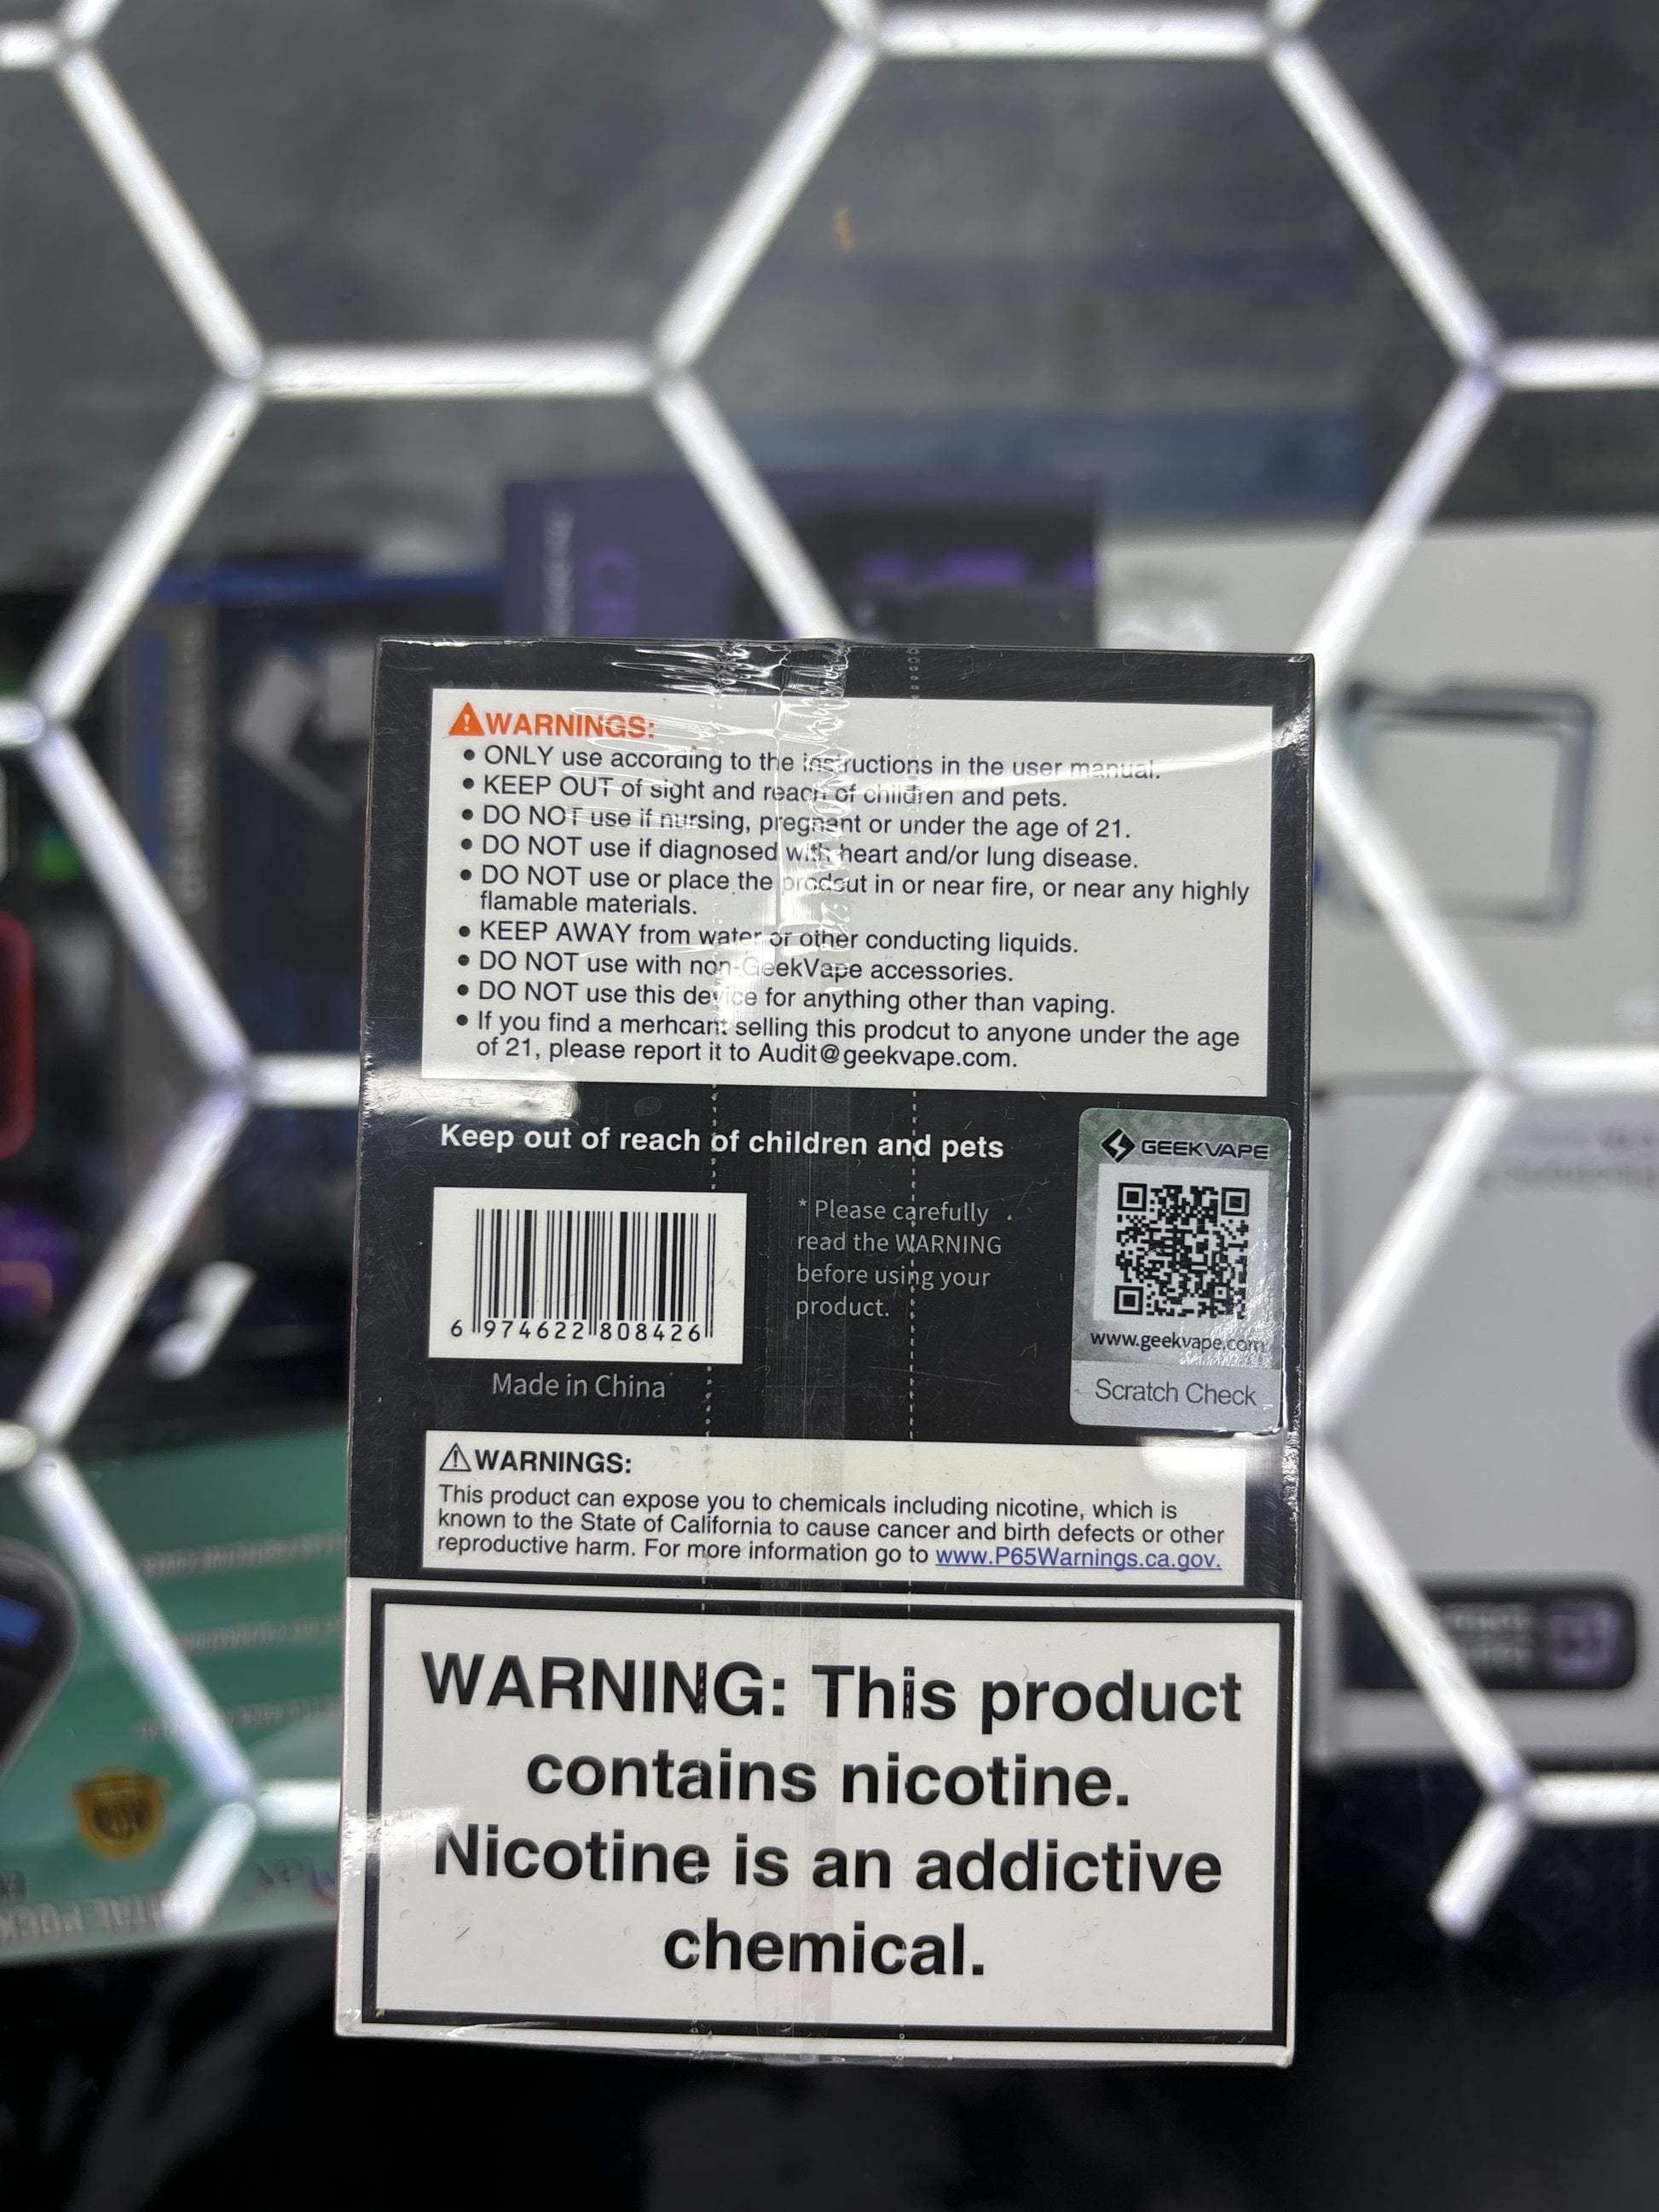 WARNINGS:
• ONLY use according to the instructions in the user manual.
• KEEP OUT of sight and reach of children and pets.
• DO NOT use if nursing, pregnant or under the age of 21.
• DO NOT use if diagnosed with heart and/or lung disease.
• DO NOT use or place the prodcut in or near fire, or near any highly
flamable materials.
• KEEP AWAY from water or other conducting liquids.
• DO NOT use with non-GeekVape accessories.
• DO NOT use this device for anything other than vaping.
• If you find a merhcant selling this prodcut to anyone under the age
of 21, please report it to Audit@geekvape.com.
Keep out of reach of children and pets
6 974622 808426
Made in China
* Please carefully
read the WARNING
before using your
product.
GEEKVAPE
www.geekvape.com
Scratch Check
WARNINGS:
This product can expose you to chemicals including nicotine, which is
known to the State of California to cause cancer and birth defects or other
reproductive harm. For more information go to www.P65Warnings.ca.gov.
WARNING: This product
contains nicotine.
Nicotine is an addictive
chemical.